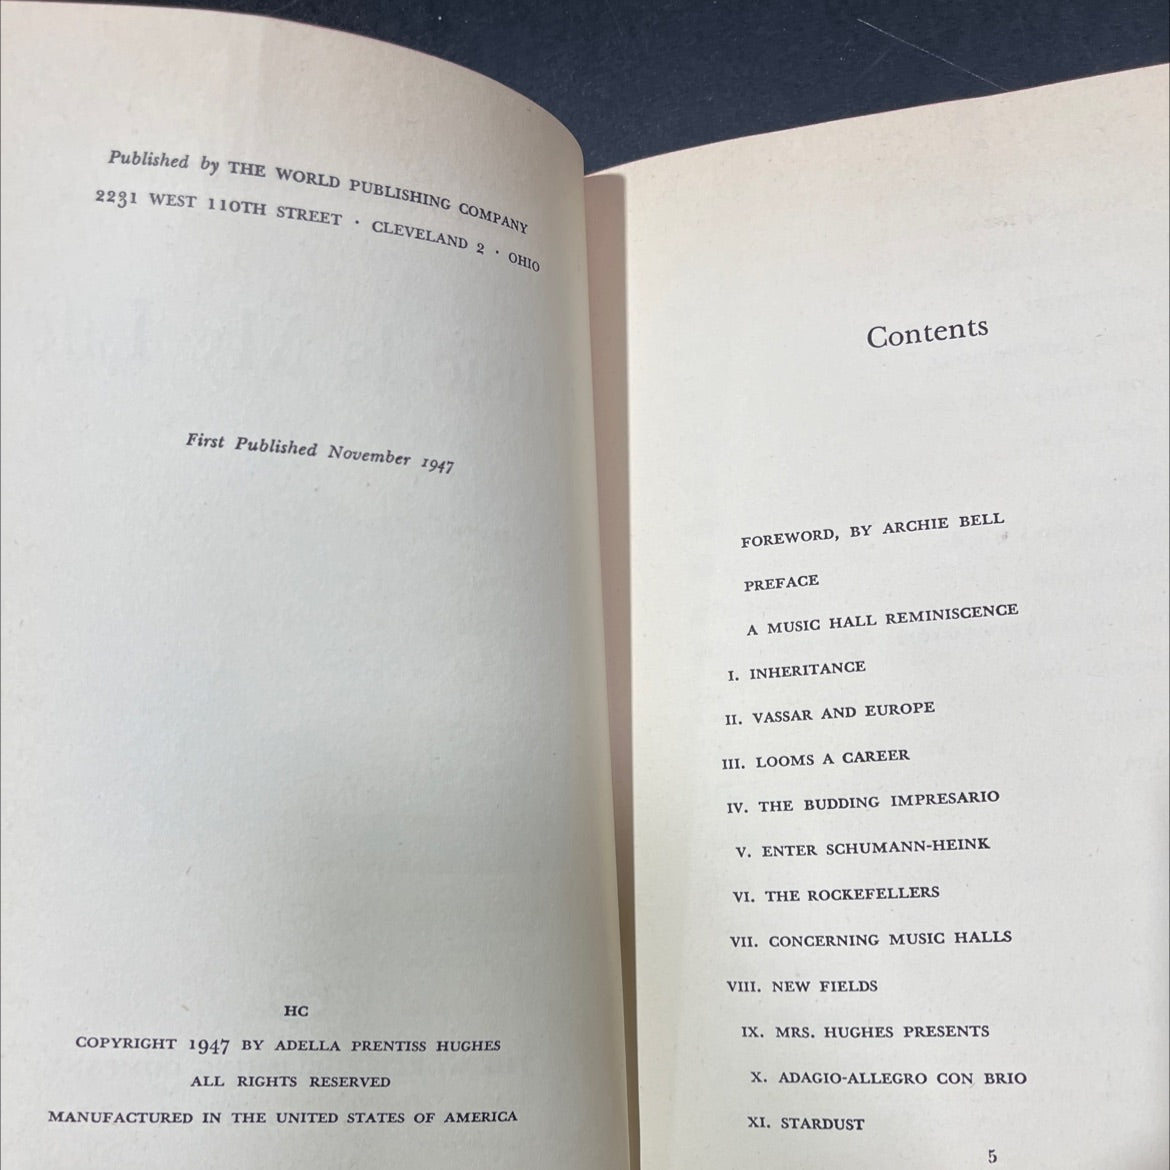 Published by THE WORLD PUBLISHING COMPANY
2231 WEST 110TH STREET · CLEVELAND 2 · OHIO
First Published November 1947
HC
COPYRIGHT 1947 BY ADELLA PRENTISS HUGHES
ALL RIGHTS RESERVED
MANUFACTURED IN THE UNITED STATES OF AMERICA
Contents
FOREWORD, BY ARCHIE BELL
PREFACE
A MUSIC HALL REMINISCENCE
I. INHERITANCE
II. VASSAR AND EUROPE
III. LOOMS A CAREER
IV. THE BUDDING IMPRESARIO
V. ENTER SCHUMANN-HEINK
VI. THE ROCKEFELLERS
VII. CONCERNING MUSIC HALLS
VIII. NEW FIELDS
IX. MRS. HUGHES PRESENTS
X. ADAGIO-ALLEGRO CON BRIO
XI. STARDUST
5